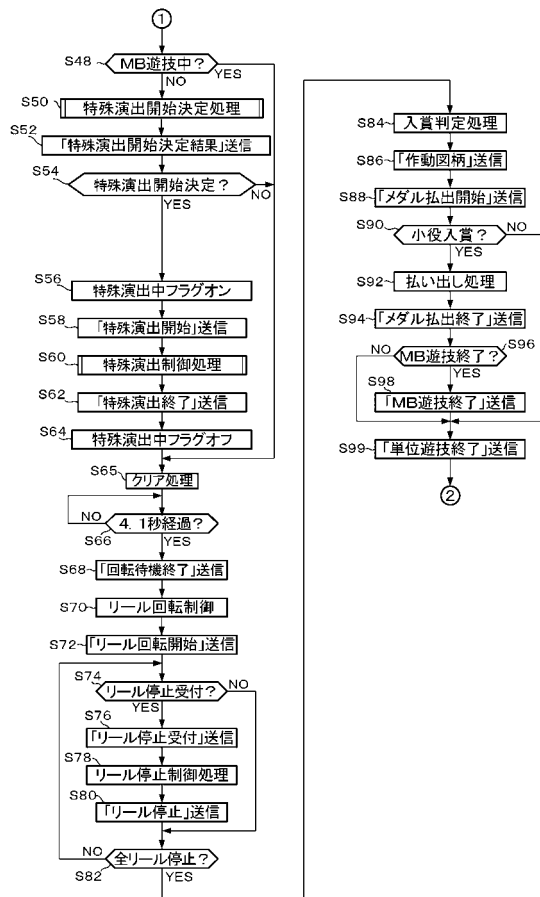 ①
S48 MB遊技中？ YES
NO
S50 特殊演出開始決定処理
S52 「特殊演出開始決定結果」送信
S54 特殊演出開始決定？ NO
YES
S56 特殊演出中フラグオン
S58 「特殊演出開始」送信
S60 特殊演出制御処理
S62 「特殊演出終了」送信
S64 特殊演出中フラグオフ
S65 クリア処理
NO 4.1秒経過？
S66 YES
S68 「回転待機終了」送信
S70 リール回転制御
S72 「リール回転開始」送信
S74 リール停止受付？ NO
YES
S76 「リール停止受付」送信
S78 リール停止制御処理
S80 「リール停止」送信
NO 全リール停止？
S82 YES
S84 入賞判定処理
S86 「作動図柄」送信
S88 「メダル払出開始」送信
S90 小役入賞？ NO
YES
S92 払い出し処理
S94 「メダル払出終了」送信
NO MB遊技終了？ S96
YES
S98 「MB遊技終了」送信
S99 「単位遊技終了」送信
②